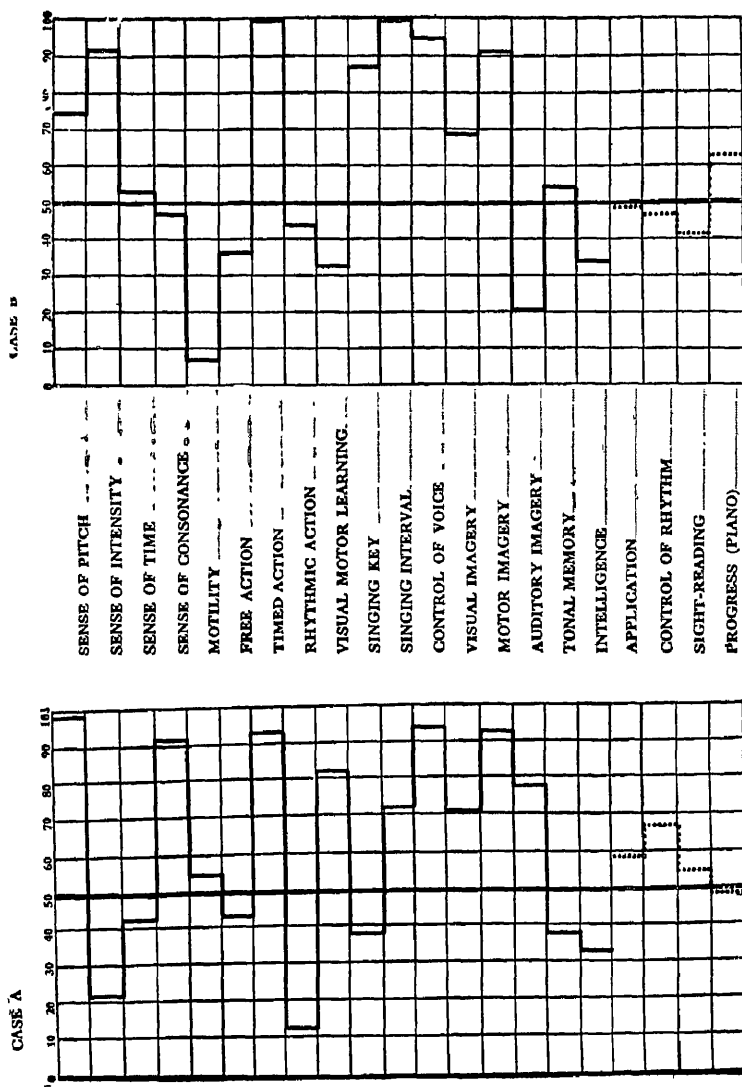 CASE B
100
90
80
70
60
50
40
30
20
10
0
SENSE OF PITCH
SENSE OF INTENSITY
SENSE OF TIME
SENSE OF CONSONANCE
MOTILITY
FREE ACTION
TIMED ACTION
RHYTHMIC ACTION
VISUAL MOTOR LEARNING
SINGING KEY
SINGING INTERVAL
CONTROL OF VOICE
VISUAL IMAGERY
MOTOR IMAGERY
AUDITORY IMAGERY
TONAL MEMORY
INTELLIGENCE
APPLICATION
CONTROL OF RHYTHM
SIGHT-READING
PROGRESS (PIANO)
CASE A
90
80
70
60
50
40
30
20
10
0